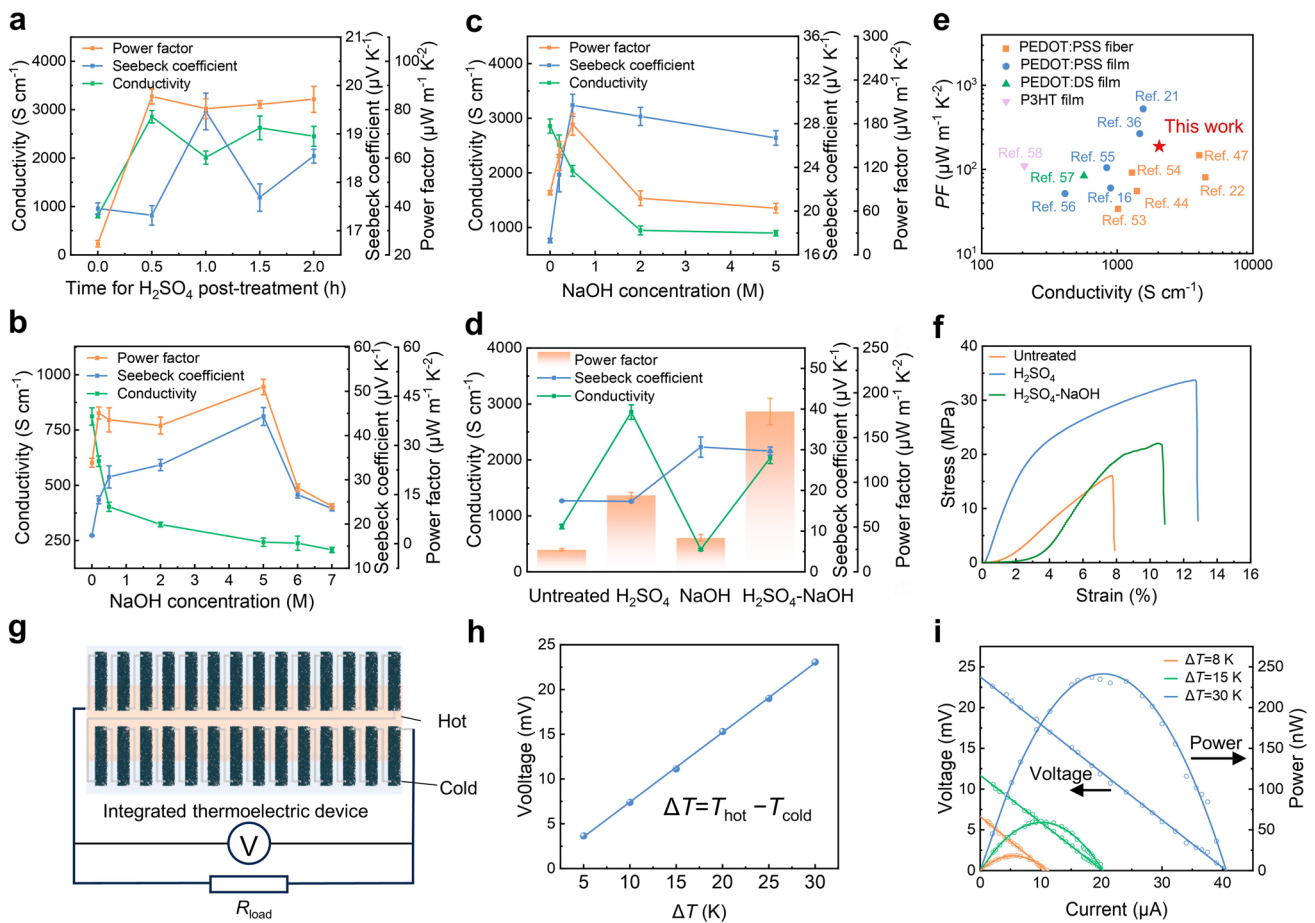 a
Power factor
Seebeck coefficient
Conductivity
Conductivity (S cm⁻¹)
4000
3000
2000
1000
0
0.0 0.5 1.0 1.5 2.0
Time for H₂SO₄ post-treatment (h)
21
20
19
18
17
Seebeck coefficient (µV K⁻¹)
100
80
60
40
20
Power factor (µW m⁻¹ K⁻²)
c
Power factor
Seebeck coefficient
Conductivity
Conductivity (S cm⁻¹)
4000
3000
2000
1000
0 1 2 3 4 5
NaOH concentration (M)
36
32
28
24
20
16
Seebeck coefficient (µV K⁻¹)
300
240
180
120
60
0
Power factor (µW m⁻¹ K⁻²)
e
PEDOT:PSS fiber
PEDOT:PSS film
PEDOT:DS film
P3HT film
PF (µW m⁻¹ K⁻²)
10³
10²
10¹
100 1000 10000
Conductivity (S cm⁻¹)
Ref. 21
Ref. 36
This work
Ref. 58
Ref. 55
Ref. 47
Ref. 57
Ref. 54
Ref. 56
Ref. 16
Ref. 44
Ref. 22
Ref. 53
b
Power factor
Seebeck coefficient
Conductivity
Conductivity (S cm⁻¹)
1000
750
500
250
0 1 2 3 4 5 6 7
NaOH concentration (M)
60
50
40
30
20
10
Seebeck coefficient (µV K⁻¹)
60
45
30
15
0
Power factor (µW m⁻¹ K⁻²)
d
Power factor
Seebeck coefficient
Conductivity
Conductivity (S cm⁻¹)
4000
3000
2000
1000
0
Untreated H₂SO₄ NaOH H₂SO₄-NaOH
50
40
30
20
10
0
Seebeck coefficient (µV K⁻¹)
250
200
150
100
50
0
Power factor (µW m⁻¹ K⁻²)
f
Untreated
H₂SO₄
H₂SO₄-NaOH
Stress (MPa)
40
30
20
10
0
0 2 4 6 8 10 12 14 16
Strain (%)
g
Hot
Cold
Integrated thermoelectric device
V
R_load
h
Vo0ltage (mV)
25
20
15
10
5
0
5 10 15 20 25 30
ΔT=T_hot −T_cold
ΔT (K)
i
ΔT=8 K
ΔT=15 K
ΔT=30 K
Voltage (mV)
25
20
15
10
5
0
0 10 20 30 40
Current (µA)
Power
Voltage
250
200
150
100
50
0
Power (nW)